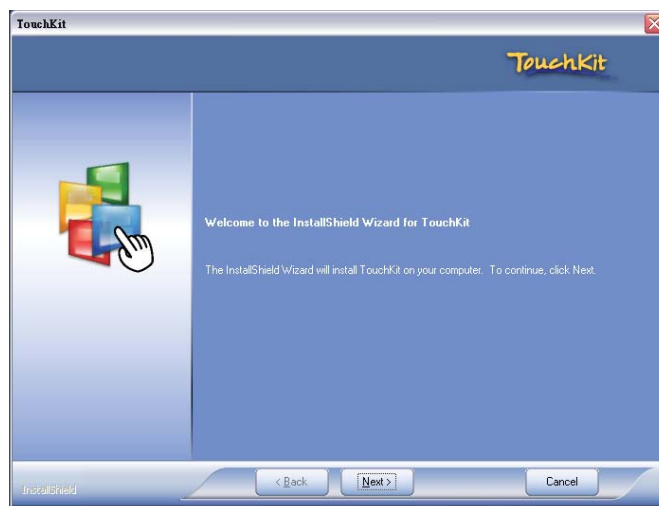 TouchKit
TouchKit
Welcome to the InstallShield Wizard for TouchKit
The InstallShield Wizard will install TouchKit on your computer. To continue, click Next.
InstallShield
< Back
Next >
Cancel